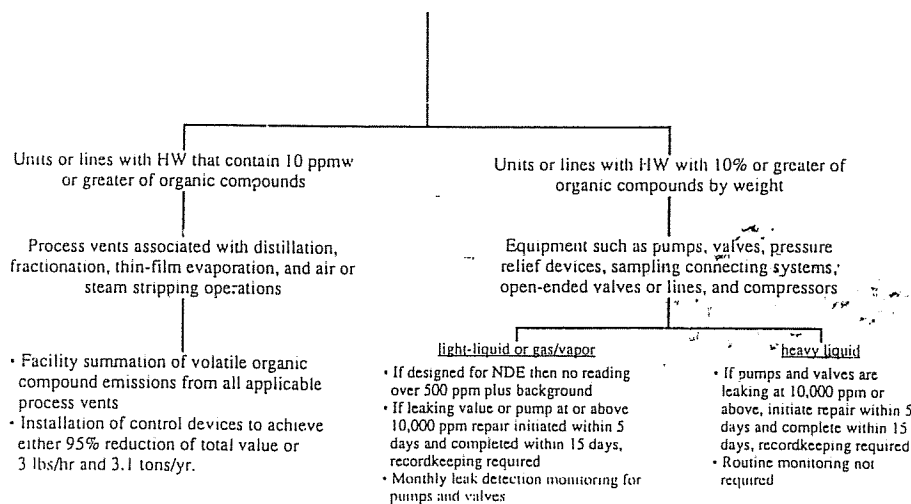 Units or lines with HW that contain 10 ppmw
or greater of organic compounds
Process vents associated with distillation,
fractionation, thin-film evaporation, and air or
steam stripping operations
• Facility summation of volatile organic
compound emissions from all applicable
process vents
• Installation of control devices to achieve
either 95% reduction of total value or
3 lbs/hr and 3.1 tons/yr.
Units or lines with HW with 10% or greater of
organic compounds by weight
Equipment such as pumps, valves, pressure
relief devices, sampling connecting systems,
open-ended valves or lines, and compressors
light-liquid or gas/vapor
• If designed for NDE then no reading
over 500 ppm plus background
• If leaking value or pump at or above
10,000 ppm repair initiated within 5
days and completed within 15 days,
recordkeeping required
• Monthly leak detection monitoring for
pumps and valves
heavy liquid
• If pumps and valves are
leaking at 10,000 ppm or
above, initiate repair within 5
days and complete within 15
days, recordkeeping required
• Routine monitoring not
required